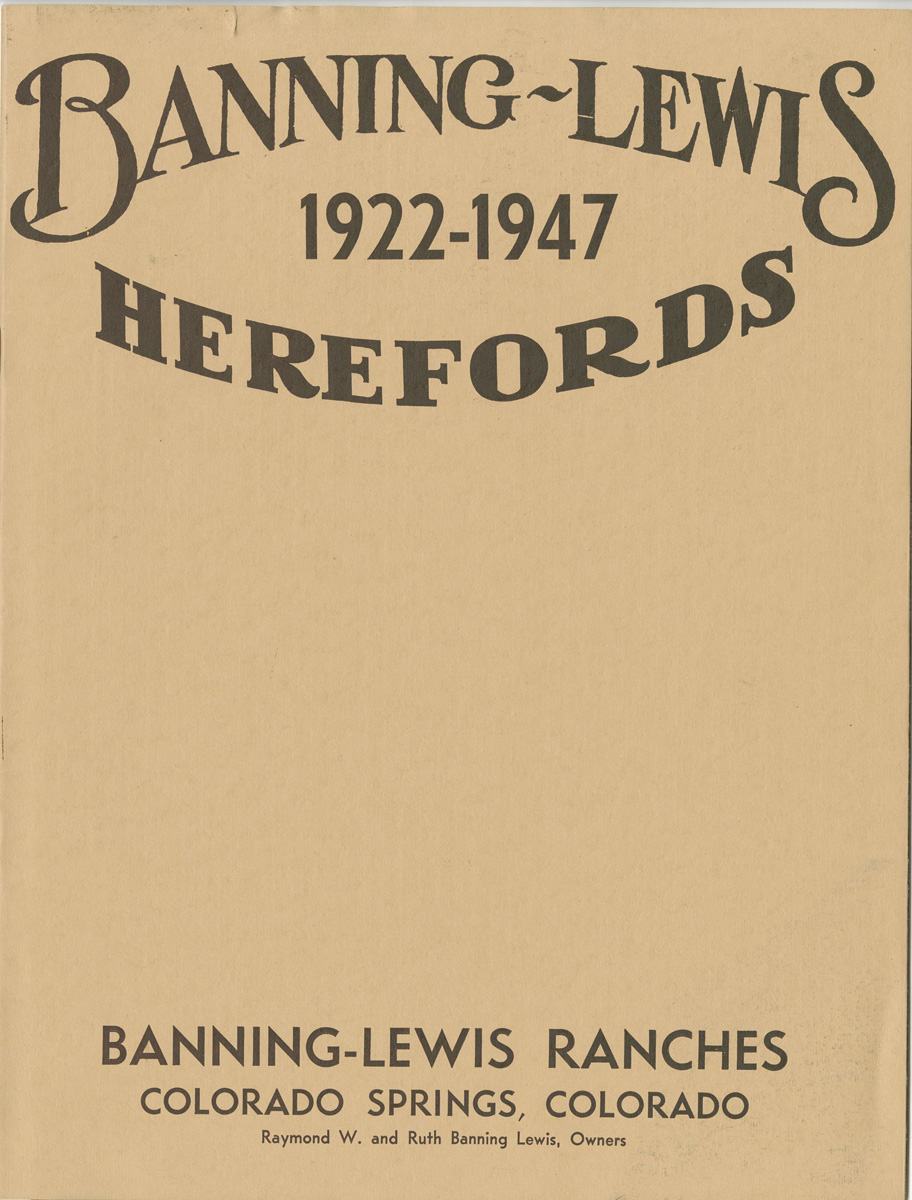 BANNING~LEWIS
1922-1947
HEREFORDS
BANNING-LEWIS RANCHES
COLORADO SPRINGS, COLORADO
Raymond W. and Ruth Banning Lewis, Owners